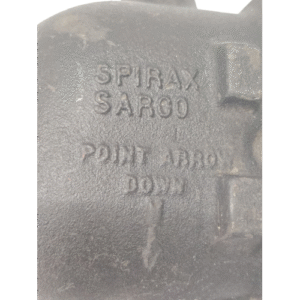 SPIRAX
SARCO
POINT ARROW
DOWN